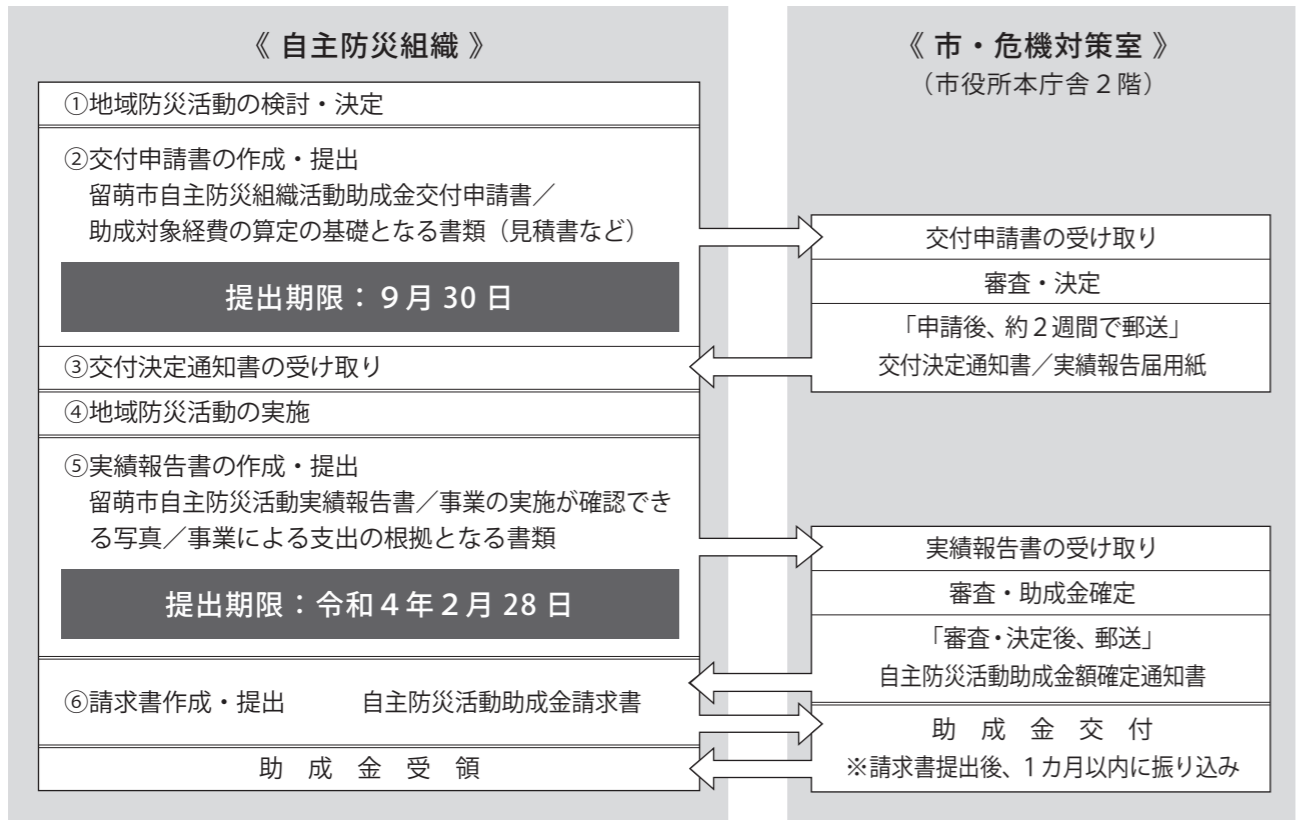 《 自主防災組織 》
①地域防災活動の検討・決定
②交付申請書の作成・提出
留萌市自主防災組織活動助成金交付申請書／
助成対象経費の算定の基礎となる書類（見積書など）
提出期限：９月 30 日
③交付決定通知書の受け取り
④地域防災活動の実施
⑤実績報告書の作成・提出
留萌市自主防災活動実績報告書／事業の実施が確認でき
る写真／事業による支出の根拠となる書類
提出期限：令和４年２月 28 日
⑥請求書作成・提出　　　自主防災活動助成金請求書
助　成　金　受　領
《 市・危機対策室 》
（市役所本庁舎２階）
交付申請書の受け取り
審査・決定
「申請後、約２週間で郵送」
交付決定通知書／実績報告届用紙
実績報告書の受け取り
審査・助成金確定
「審査・決定後、郵送」
自主防災活動助成金額確定通知書
助　成　金　交　付
※請求書提出後、１カ月以内に振り込み